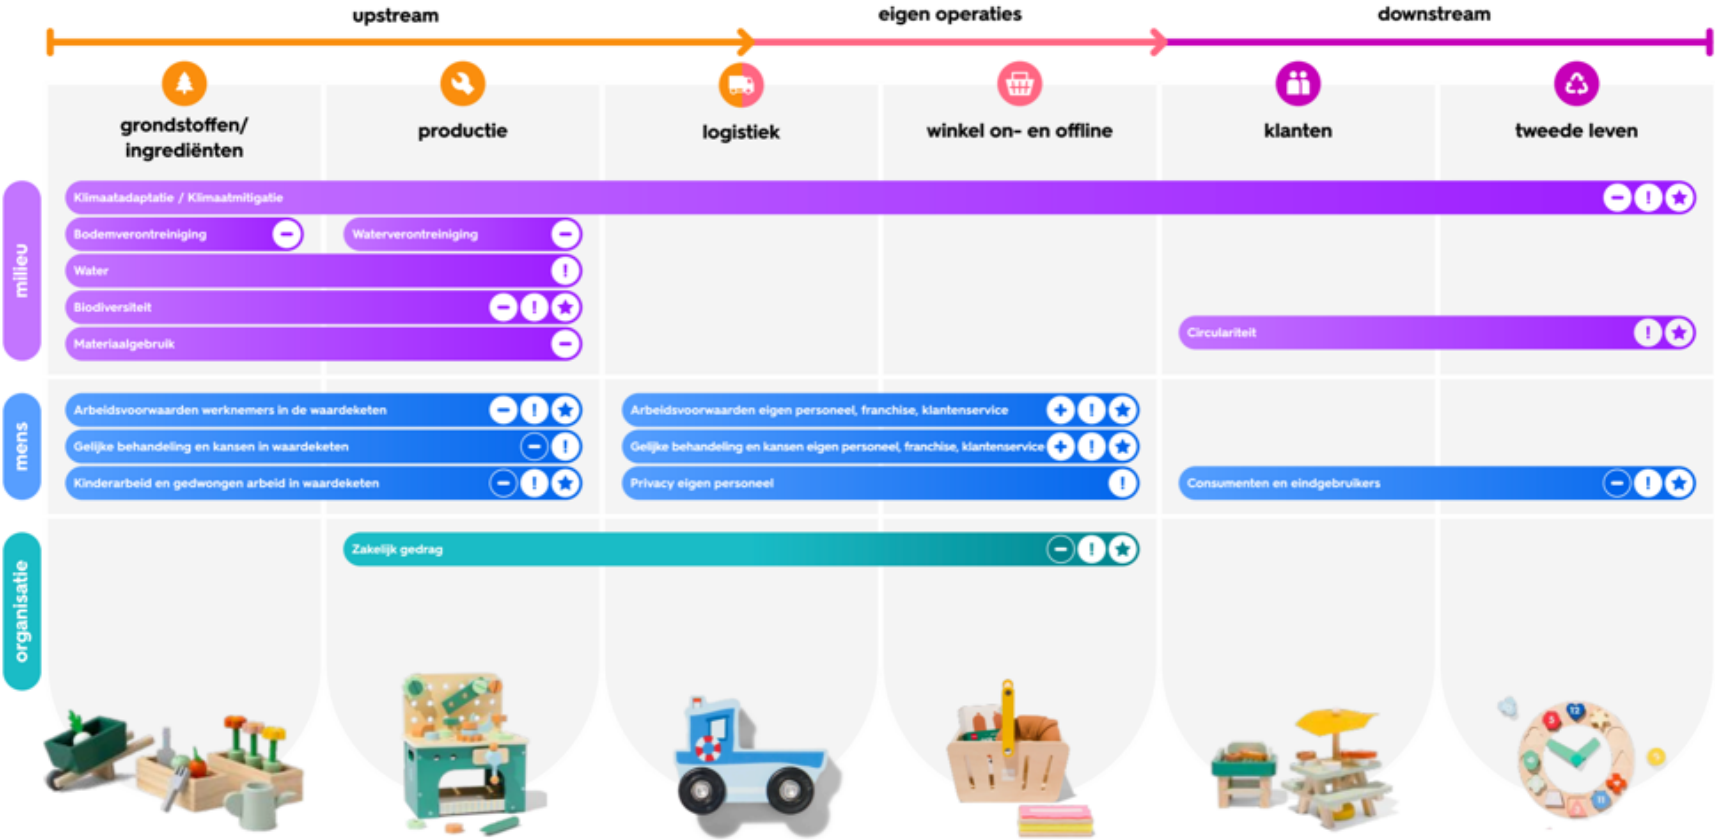 upstream
eigen operaties
downstream
grondstoffen/
ingrediënten
productie
logistiek
winkel on- en offline
klanten
tweede leven
milieu
Klimaatadaptatie / Klimaatmitigatie
Bodemverontreiniging
Waterverontreiniging
Water
Biodiversiteit
Materiaalgebruik
Circulariteit
mens
Arbeidsvoorwaarden werknemers in de waardeketen
Arbeidsvoorwaarden eigen personeel, franchise, klantenservice
Gelijke behandeling en kansen in waardeketen
Gelijke behandeling en kansen eigen personeel, franchise, klantenservice
Kinderarbeid en gedwongen arbeid in waardeketen
Privacy eigen personeel
Consumenten en eindgebruikers
organisatie
Zakelijk gedrag
12
11